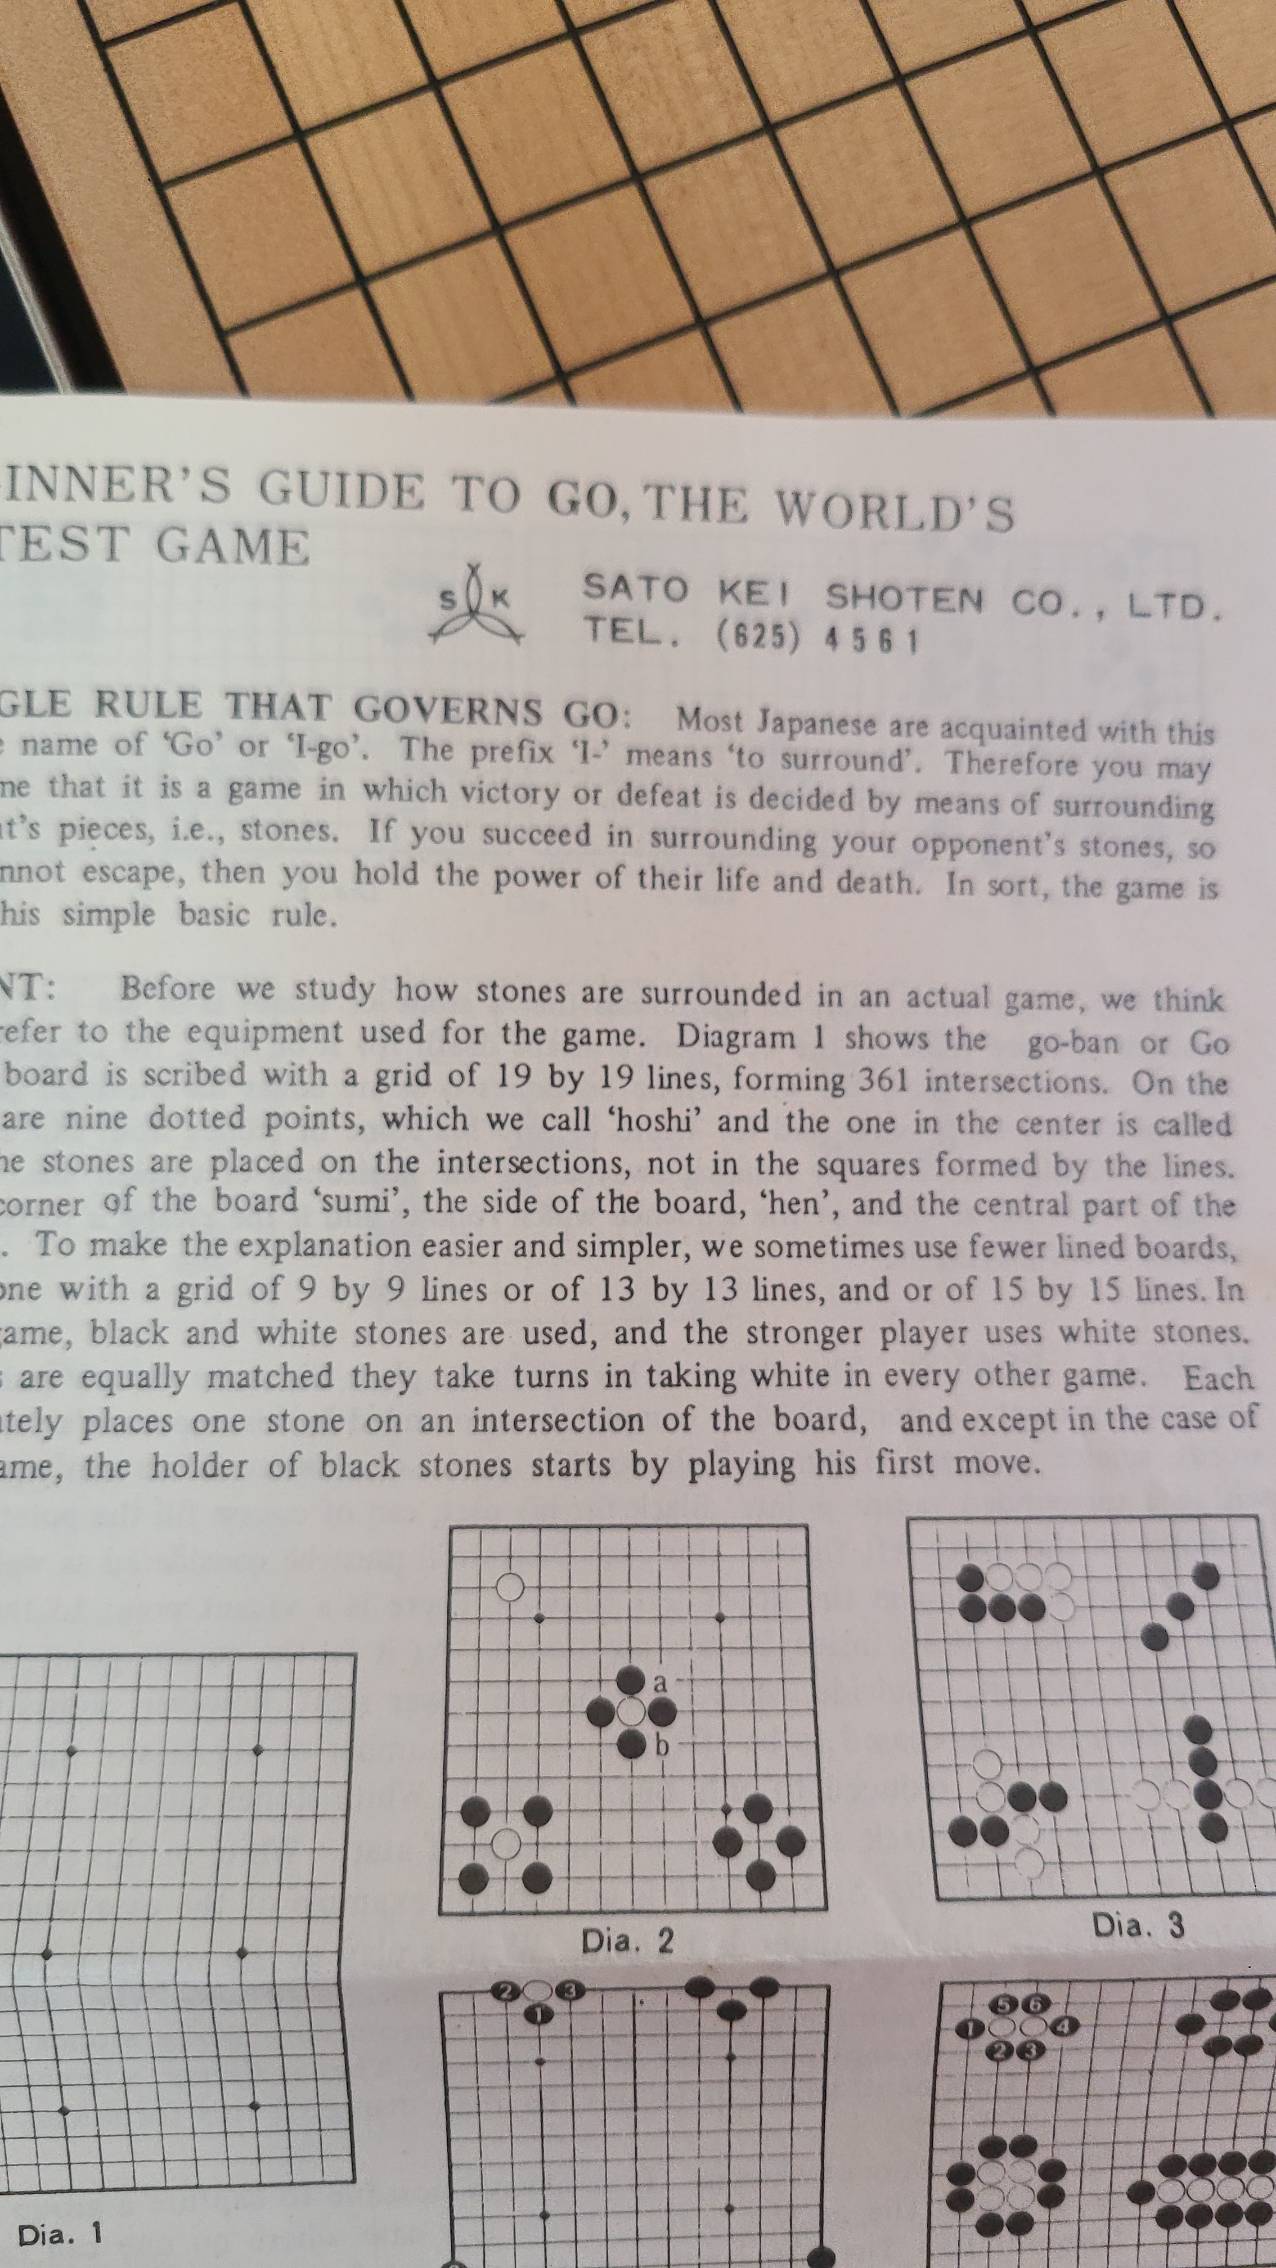 INNER'S GUIDE TO GO, THE WORLD'S
TEST GAME
S K
SATO KEI SHOTEN CO., LTD.
TEL. (625) 4561
GLE RULE THAT GOVERNS GO: Most Japanese are acquainted with this
name of 'Go' or 'I-go'. The prefix 'I-' means 'to surround'. Therefore you may
me that it is a game in which victory or defeat is decided by means of surrounding
t's pieces, i.e., stones. If you succeed in surrounding your opponent's stones, so
nnot escape, then you hold the power of their life and death. In sort, the game is
his simple basic rule.
NT: Before we study how stones are surrounded in an actual game, we think
refer to the equipment used for the game. Diagram 1 shows the go-ban or Go
board is scribed with a grid of 19 by 19 lines, forming 361 intersections. On the
are nine dotted points, which we call 'hoshi' and the one in the center is called
he stones are placed on the intersections, not in the squares formed by the lines.
corner of the board 'sumi', the side of the board, 'hen', and the central part of the
. To make the explanation easier and simpler, we sometimes use fewer lined boards,
one with a grid of 9 by 9 lines or of 13 by 13 lines, and or of 15 by 15 lines. In
ame, black and white stones are used, and the stronger player uses white stones.
s are equally matched they take turns in taking white in every other game. Each
tely places one stone on an intersection of the board, and except in the case of
ame, the holder of black stones starts by playing his first move.
a
b
Dia. 2
Dia. 3
2 3
1
5 6
1 4
2 3
Dia. 1